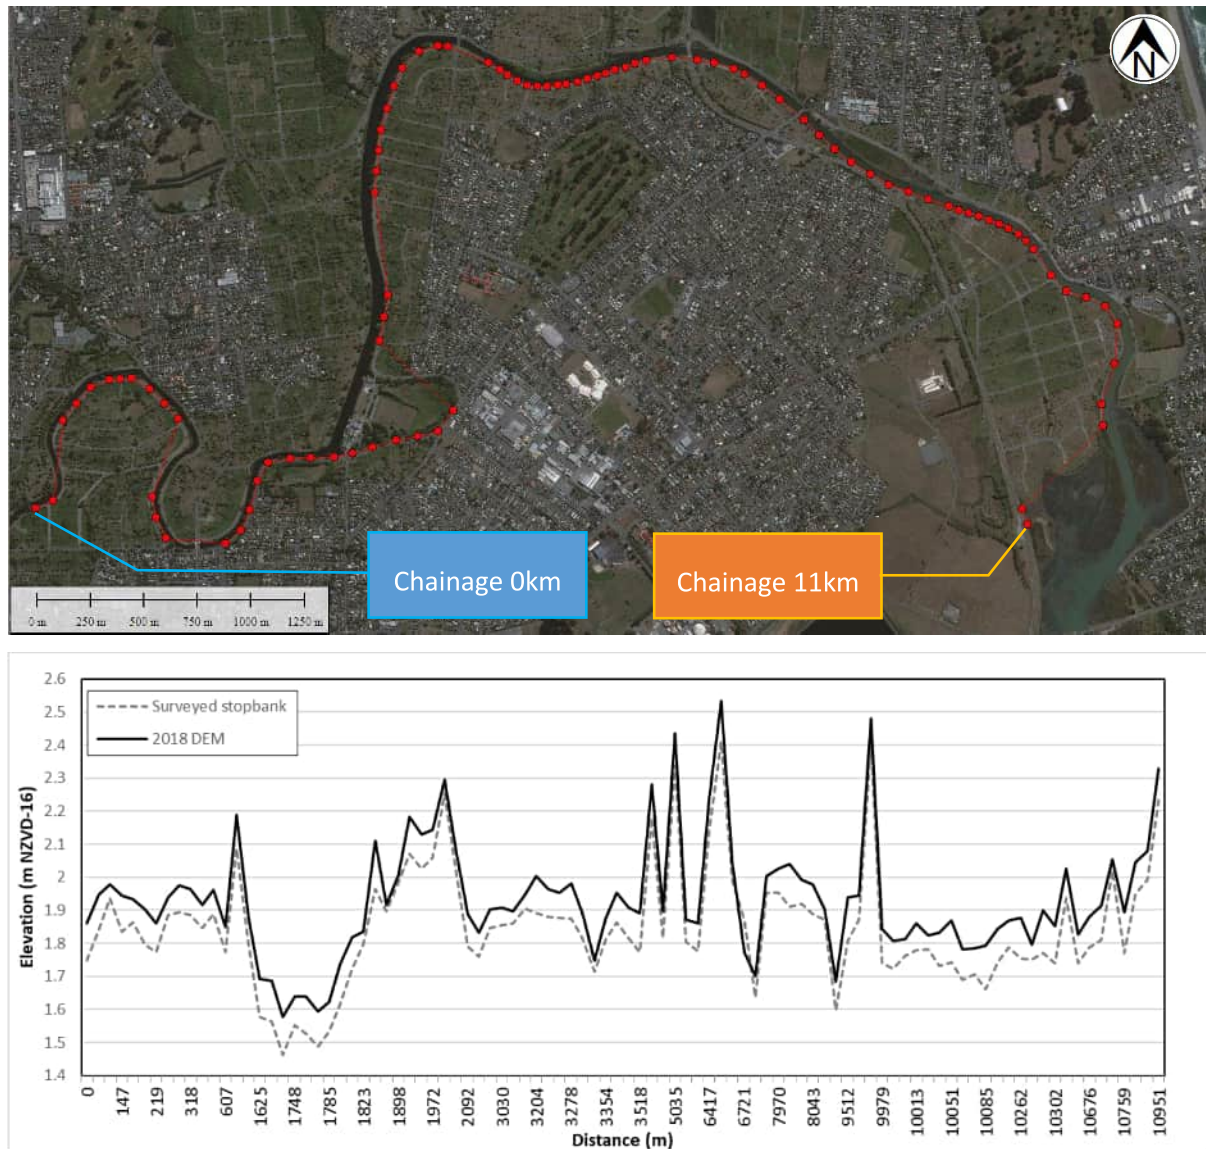 N
Chainage 0km
Chainage 11km
0 m 250 m 500 m 750 m 1000 m 1250 m
2.6
2.5
2.4
2.3
2.2
2.1
2
1.9
1.8
1.7
1.6
1.5
1.4
Elevation (m NZVD-16)
Surveyed stopbank
2018 DEM
0 147 219 318 607 1625 1748 1785 1823 1898 19972 2092 3030 3204 3278 3354 3518 5035 6417 6721 7970 8043 9512 9979 10013 10051 10085 10262 10302 10676 10759 10951
Distance (m)